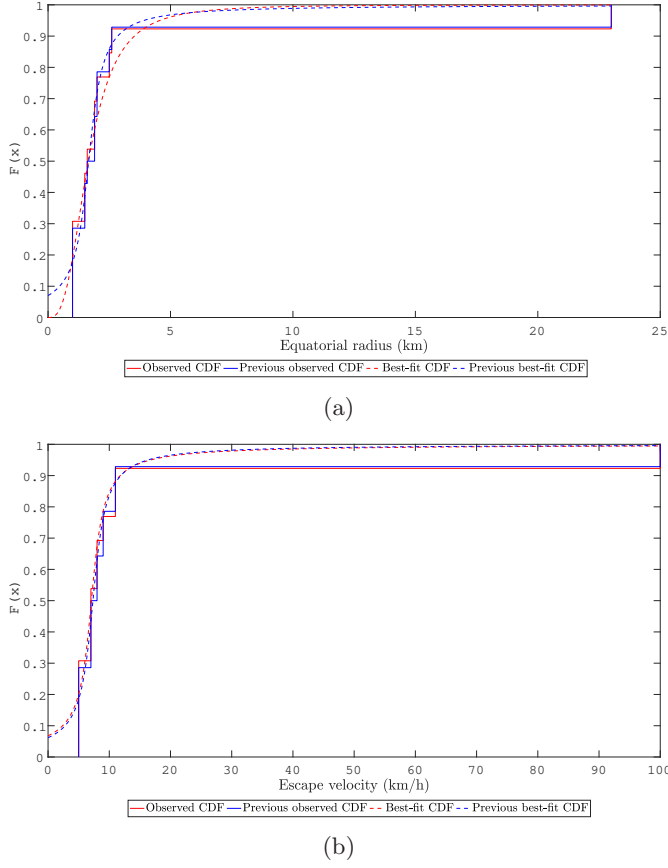 1
0.9
0.8
0.7
0.6
0.5
0.4
0.3
0.2
0.1
0
F(x)
0 5 10 15 20 25
Equatorial radius (km)
Observed CDF Previous observed CDF Best-fit CDF Previous best-fit CDF
(a)
1
0.9
0.8
0.7
0.6
0.5
0.4
0.3
0.2
0.1
0
F(x)
0 10 20 30 40 50 60 70 80 90 100
Escape velocity (km/h)
Observed CDF Previous observed CDF Best-fit CDF Previous best-fit CDF
(b)